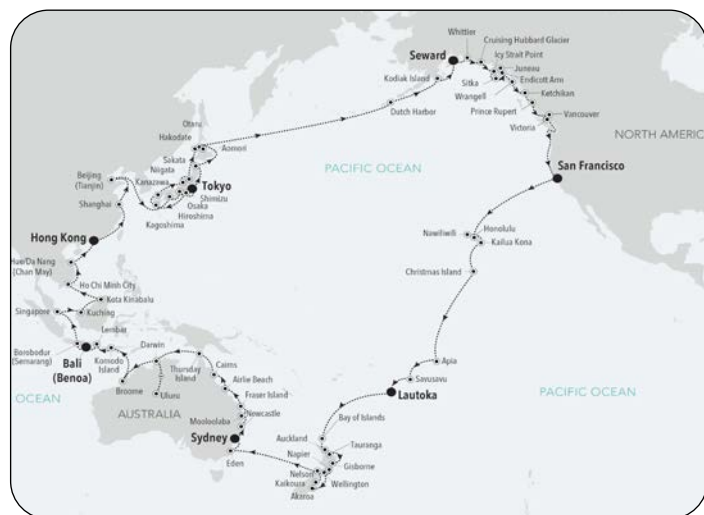 Whittier
Cruising Hubbard Glacier
Icy Strait Point
Seward
Juneau
Kodiak Island
Sitka
Endicott Arm
Wrangell
Ketchikan
Dutch Harbor
Prince Rupert
Vancouver
Otaru
Victoria
Hakodate
NORTH AMERIC
Sakata
Aomori
Niigata
PACIFIC OCEAN
San Francisco
Beijing
(Tianjin)
Kanazawa
Tokyo
Shimizu
Shanghai
Osaka
Hiroshima
Kagoshima
Nawiliwili
Honolulu
Hong Kong
Kailua Kona
Hue/Da Nang
(Chan May)
Christmas Island
Ho Chi Minh City
Kota Kinabalu
Singapore
Kuching
Lembar
Darwin
Borobodur
(Semarang)
Apia
Bali
(Benoa)
Komodo
Island
Cairns
Thursday
Island
Savusavu
Airlie Beach
Lautoka
PACIFIC OCEAN
OCEAN
Broome
Uluru
Fraser Island
AUSTRALIA
Newcastle
Bay of Islands
Mooloolaba
Sydney
Auckland
Tauranga
Napier
Eden
Gisborne
Nelson
Kaikoura
Wellington
Akaroa